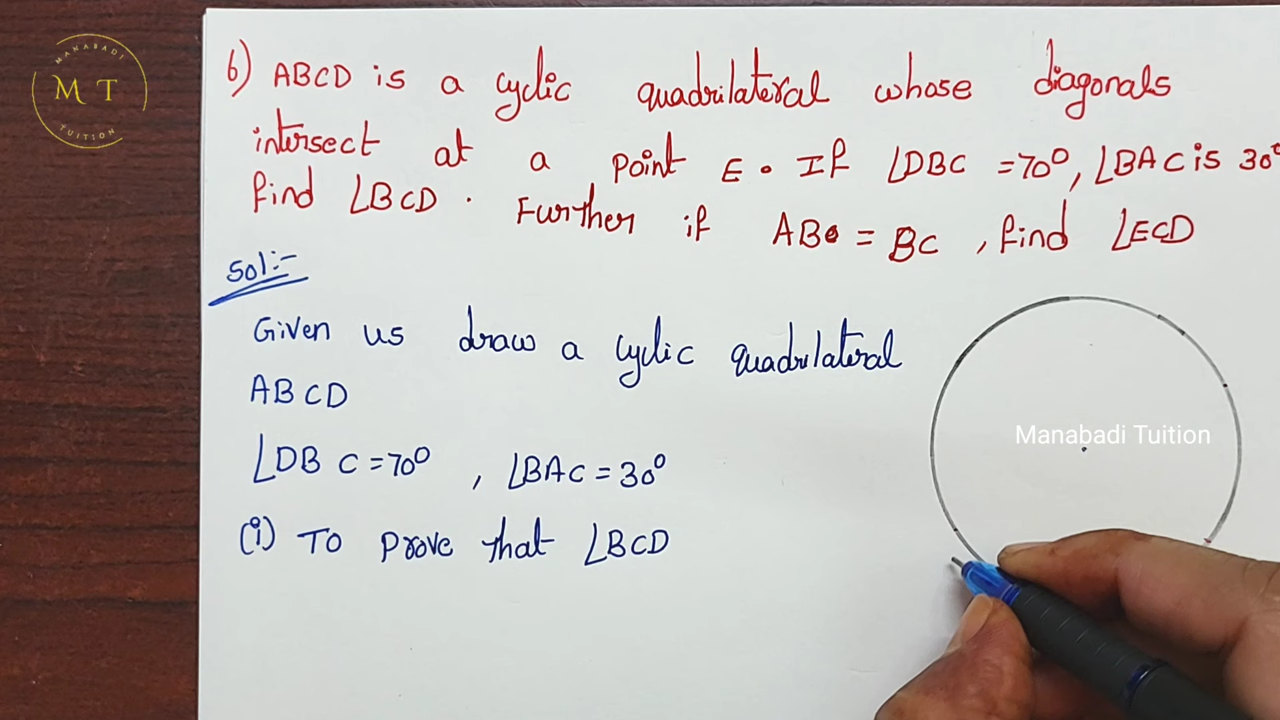 MANABADI
M T
TUITION
6) ABCD is a cyclic quadrilateral whose diagonals
intersect at a point E. If ∠DBC = 70°, ∠BAC is 30°
find ∠BCD. Further if AB = BC, find ∠ECD
Sol:-
Given us draw a cyclic quadrilateral
ABCD
∠DBC = 70°, ∠BAC = 30°
(i) To prove that ∠BCD
Manabadi Tuition